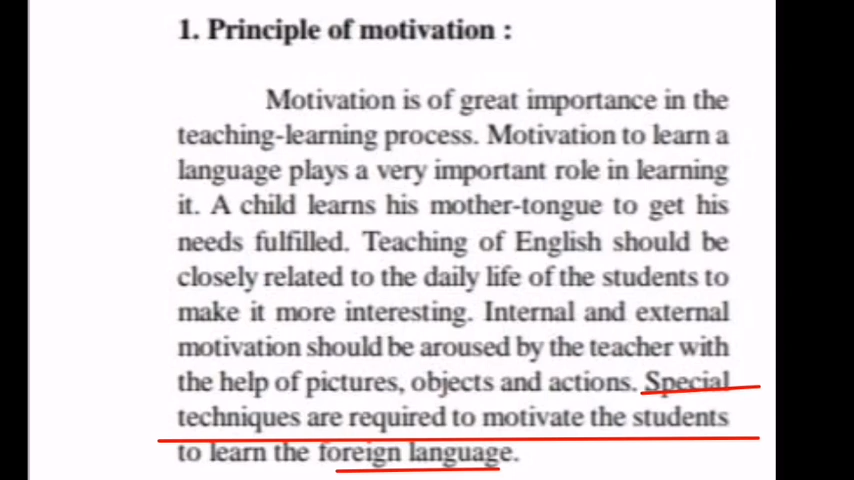 1. Principle of motivation :
Motivation is of great importance in the
teaching-learning process. Motivation to learn a
language plays a very important role in learning
it. A child learns his mother-tongue to get his
needs fulfilled. Teaching of English should be
closely related to the daily life of the students to
make it more interesting. Internal and external
motivation should be aroused by the teacher with
the help of pictures, objects and actions. Special
techniques are required to motivate the students
to learn the foreign language.